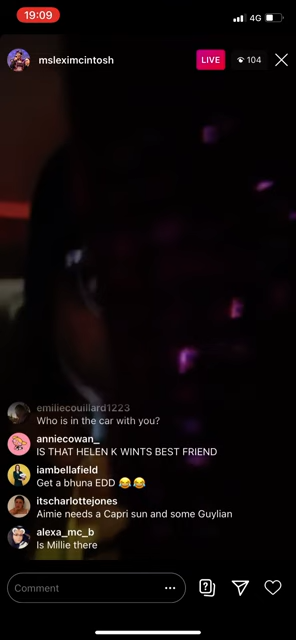 19:09
4G
msleximcintosh
LIVE
104
emiliecouillard1223
Who is in the car with you?
anniecowan_
IS THAT HELEN K WINTS BEST FRIEND
iambellafield
Get a bhuna EDD 😂😂
itscharlottejones
Aimie needs a Capri sun and some Guylian
alexa_mc_b
Is Millie there
Comment